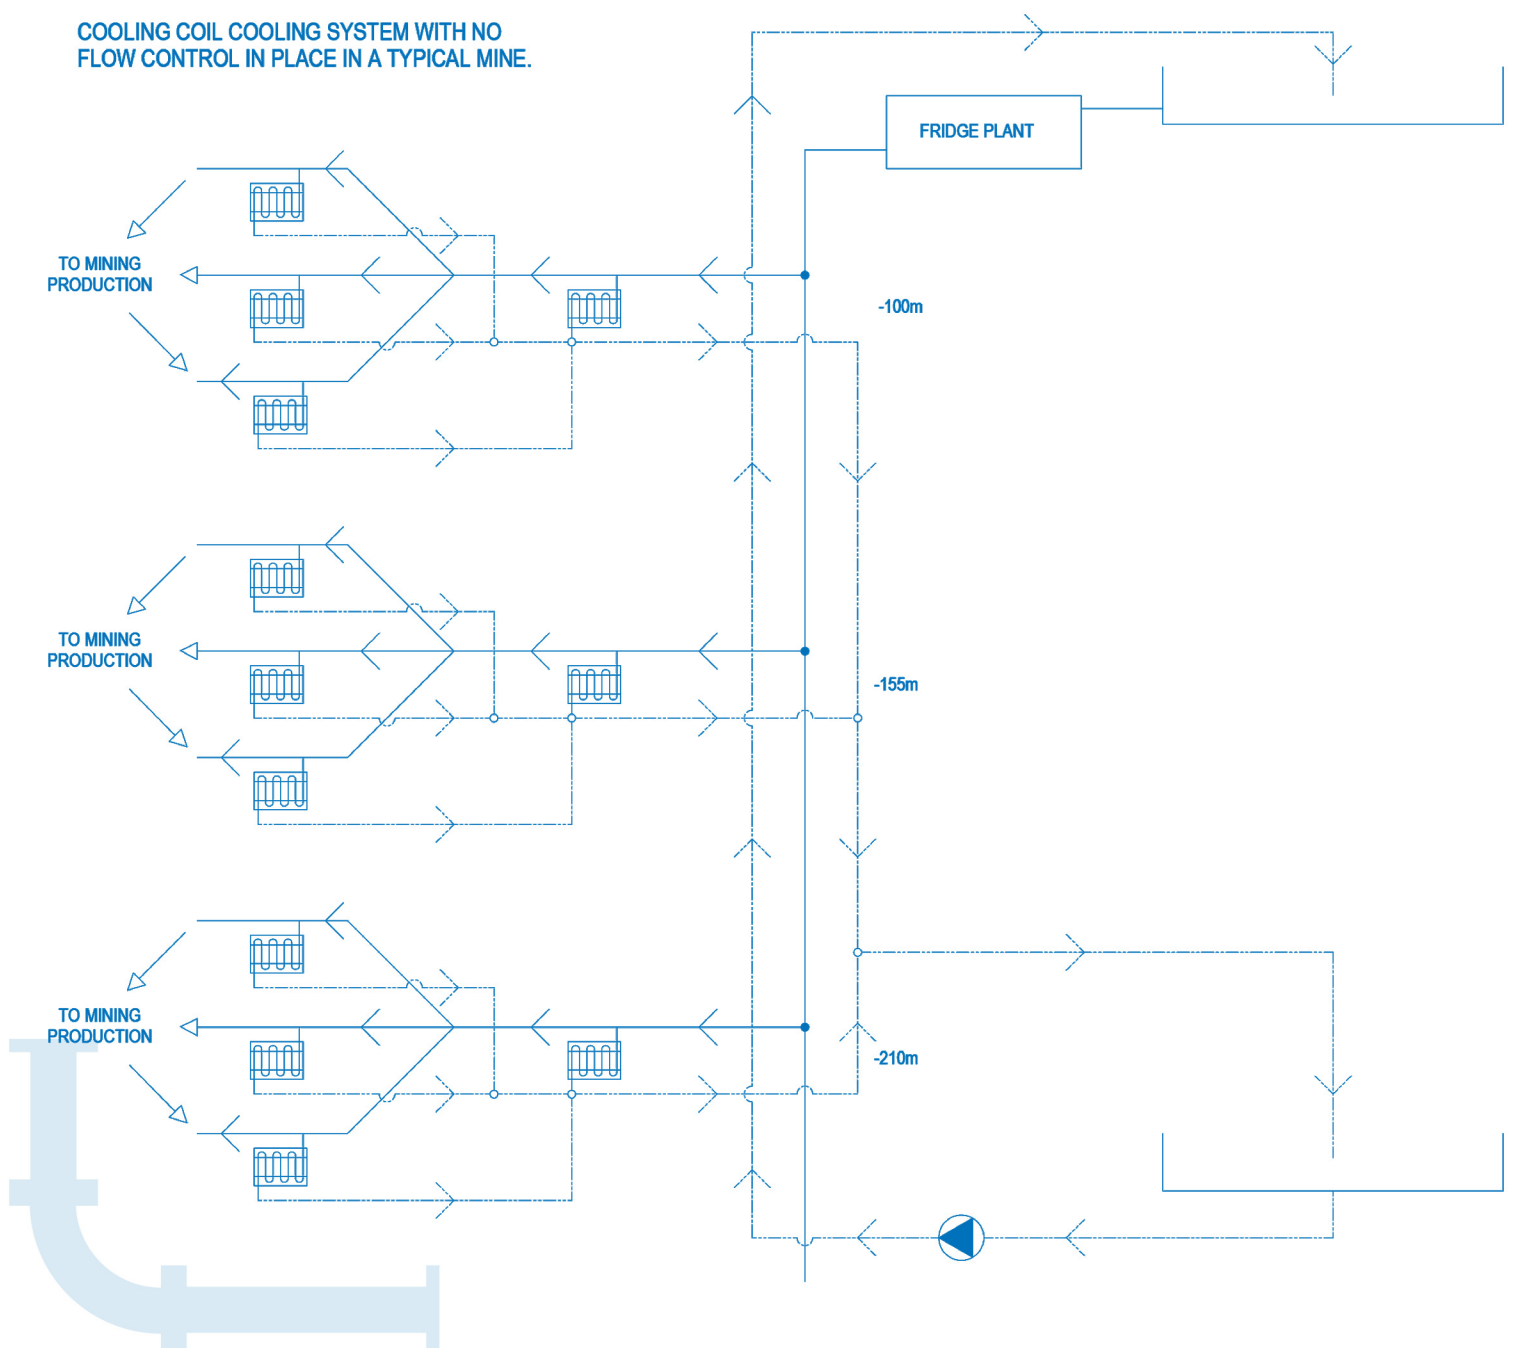 COOLING COIL COOLING SYSTEM WITH NO
FLOW CONTROL IN PLACE IN A TYPICAL MINE.
FRIDGE PLANT
TO MINING
PRODUCTION
-100m
TO MINING
PRODUCTION
-155m
TO MINING
PRODUCTION
-210m